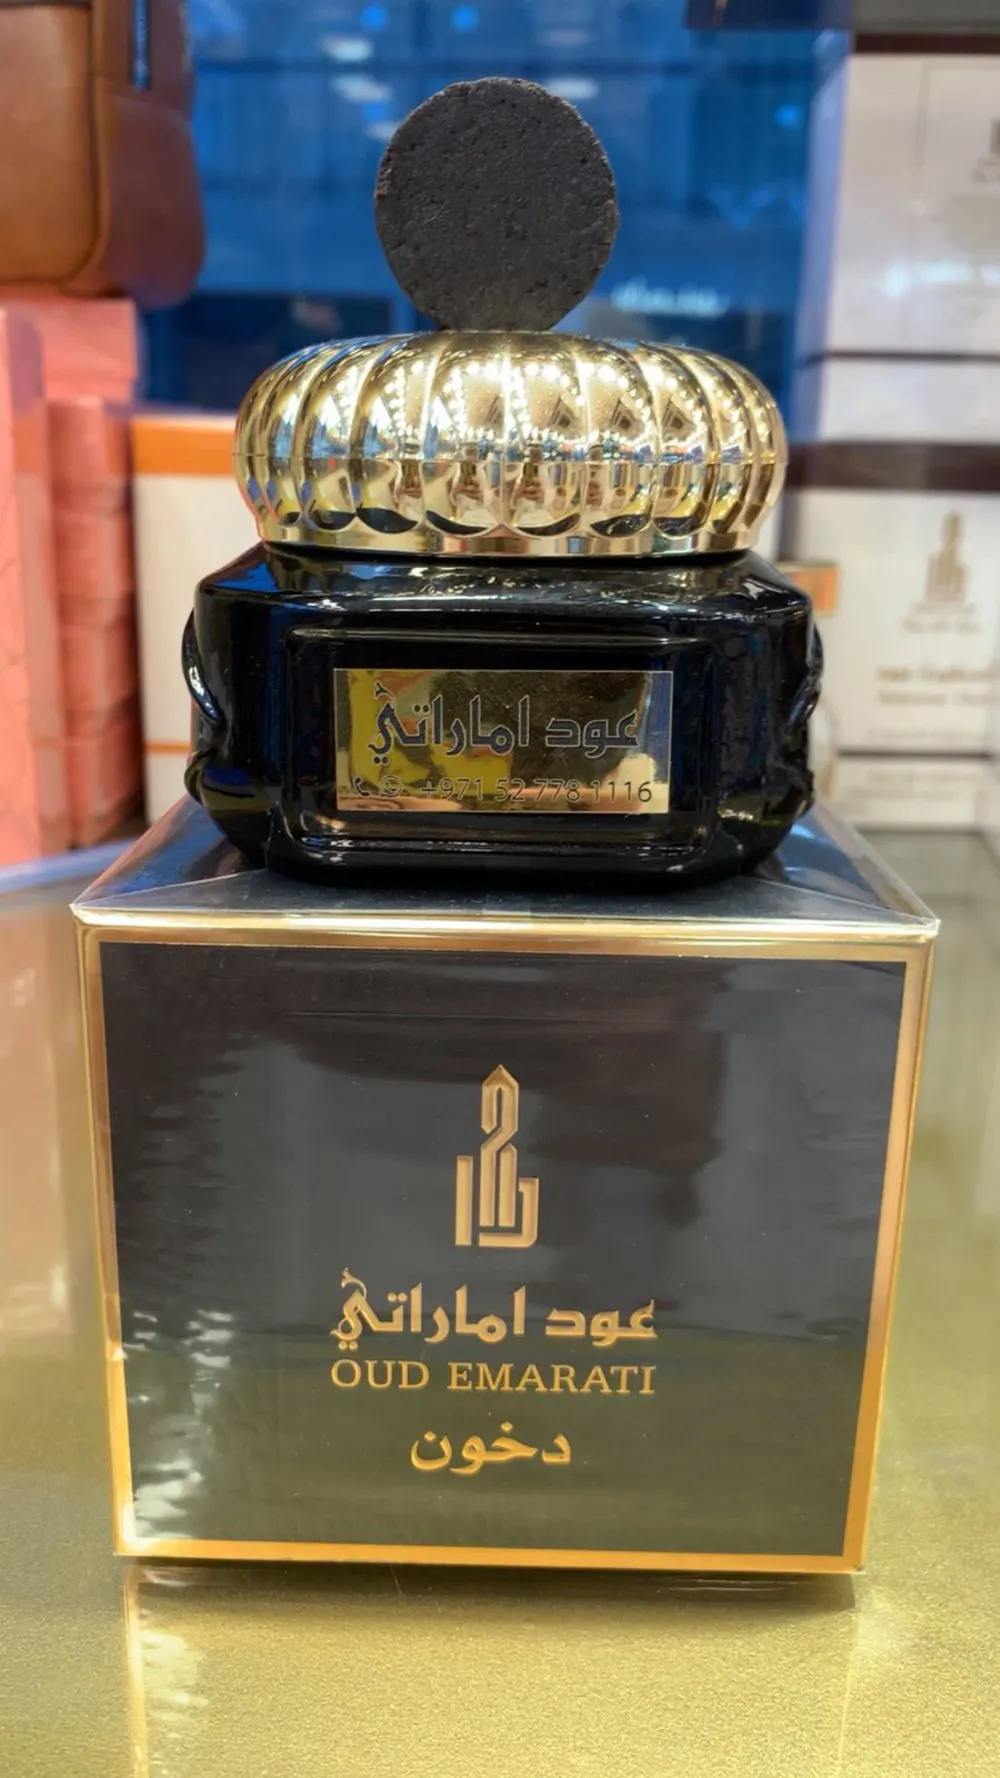 عود اماراتي
+971 52 778 1116
عود اماراتي
OUD EMARATI
دخون